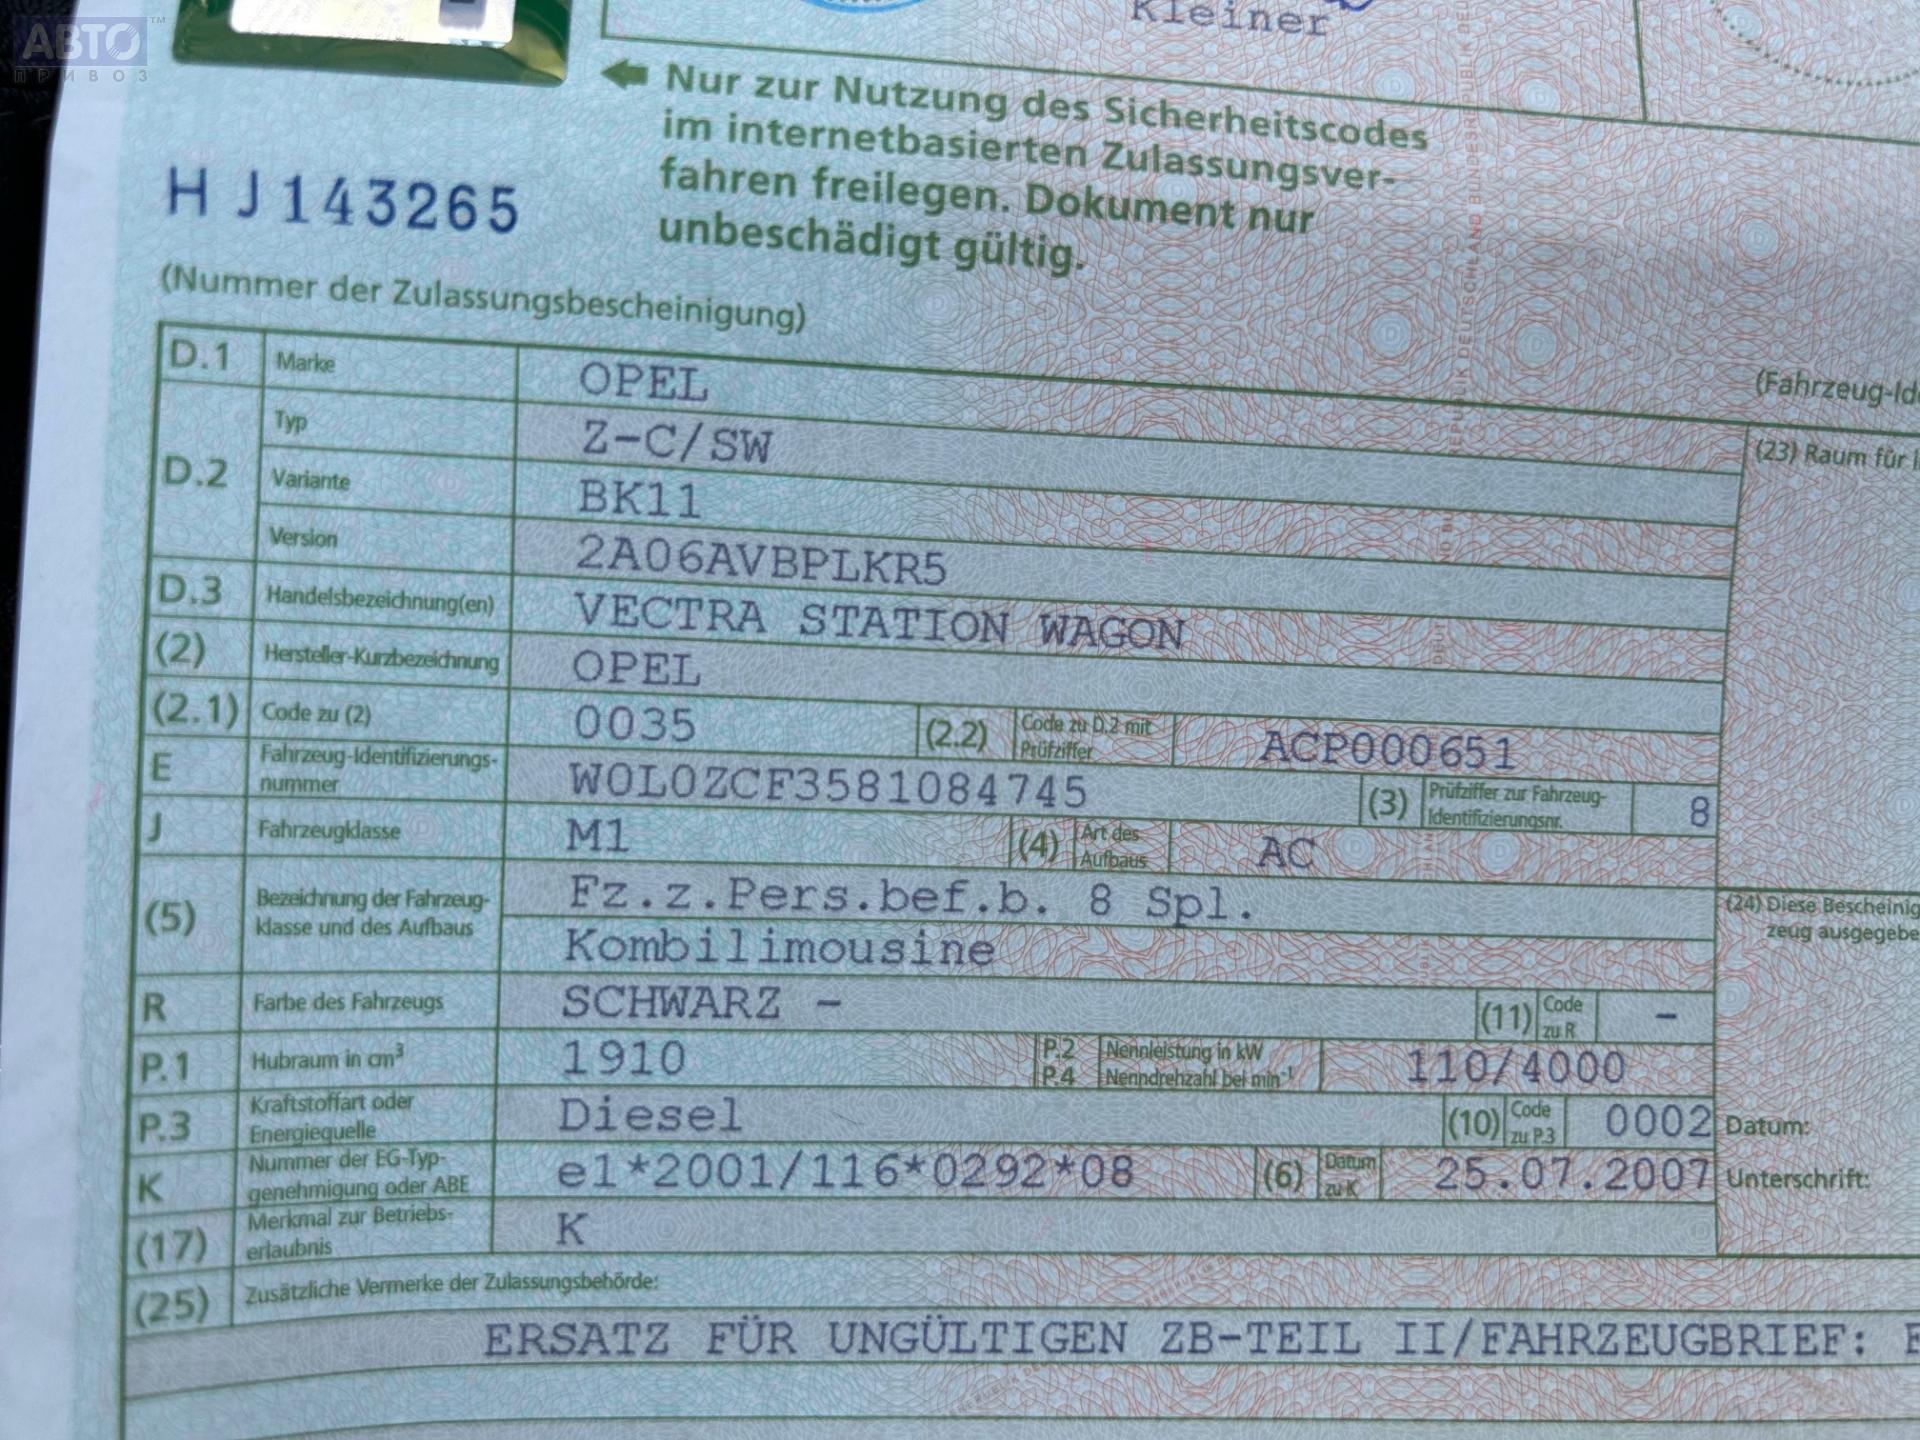 АВТО™
ПРИВОЗ
Kleiner
Nur zur Nutzung des Sicherheitscodes
im internetbasierten Zulassungsver-
fahren freilegen. Dokument nur
unbeschädigt gültig.
HJ143265
(Nummer der Zulassungsbescheinigung)
(Fahrzeug-Ide
D.1 Marke OPEL
D.2 Typ Z-C/SW
(23) Raum für i
Variante BK11
Version 2A06AVBPLKR5
D.3 Handelsbezeichnung(en) VECTRA STATION WAGON
(2) Hersteller-Kurzbezeichnung OPEL
(2.1) Code zu (2) 0035 (2.2) Code zu D.2 mit Prüfziffer ACP000651
E Fahrzeug-Identifizierungs-
nummer W0L0ZCF3581084745 (3) Prüfziffer zur Fahrzeug-
Identifizierungsnr. 8
J Fahrzeugklasse M1 (4) Art des Aufbaus AC
(5) Bezeichnung der Fahrzeug-
klasse und des Aufbaus Fz.z.Pers.bef.b. 8 Spl.
Kombilimousine
(24) Diese Bescheinig
zeug ausgegebe
R Farbe des Fahrzeugs SCHWARZ - (11) Code zu R -
P.1 Hubraum in cm³ 1910 P.2 Nennleistung in kW
P.4 Nenndrehzahl bei min⁻¹ 110/4000
P.3 Kraftstoffart oder
Energiequelle Diesel (10) Code zu P.3 0002 Datum:
K Nummer der EG-Typ-
genehmigung oder ABE e1*2001/116*0292*08 (6) Datum zu K 25.07.2007 Unterschrift:
(17) Merkmal zur Betriebs-
erlaubnis K
(25) Zusätzliche Vermerke der Zulassungsbehörde:
ERSATZ FÜR UNGÜLTIGEN ZB-TEIL II/FAHRZEUGBRIEF: